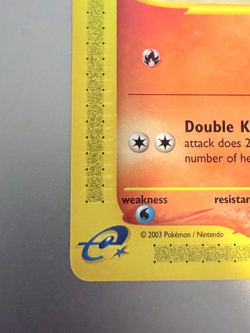 Double K
attack does 2
number of he
weakness resistan
© 2003 Pokémon / Nintendo